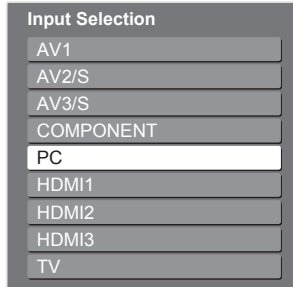 Input Selection
AV1
AV2/S
AV3/S
COMPONENT
PC
HDMI1
HDMI2
HDMI3
TV